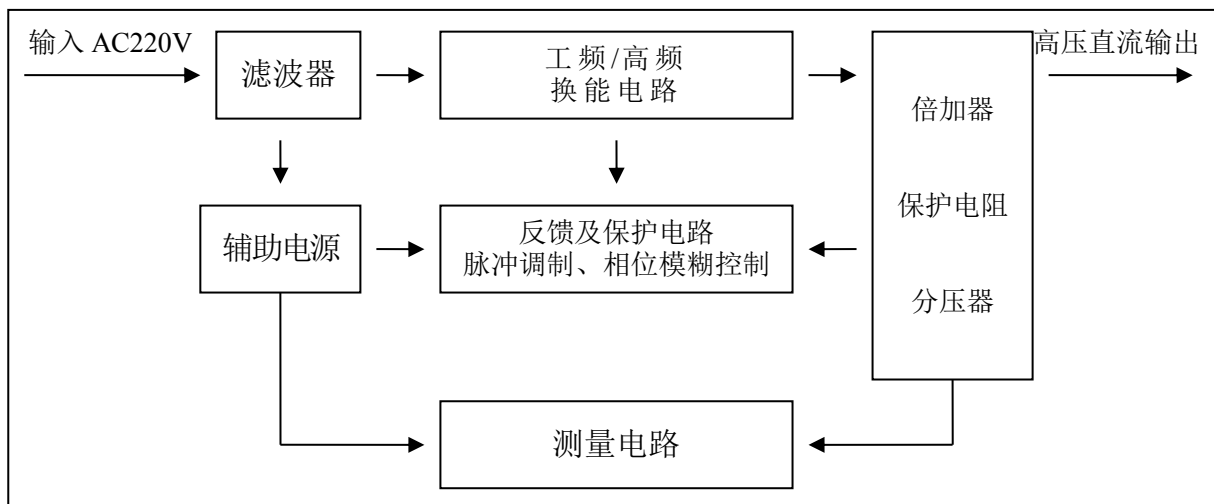 输入 AC220V
滤波器
工频/高频
换能电路
高压直流输出
倍加器
保护电阻
分压器
辅助电源
反馈及保护电路
脉冲调制、相位模糊控制
测量电路